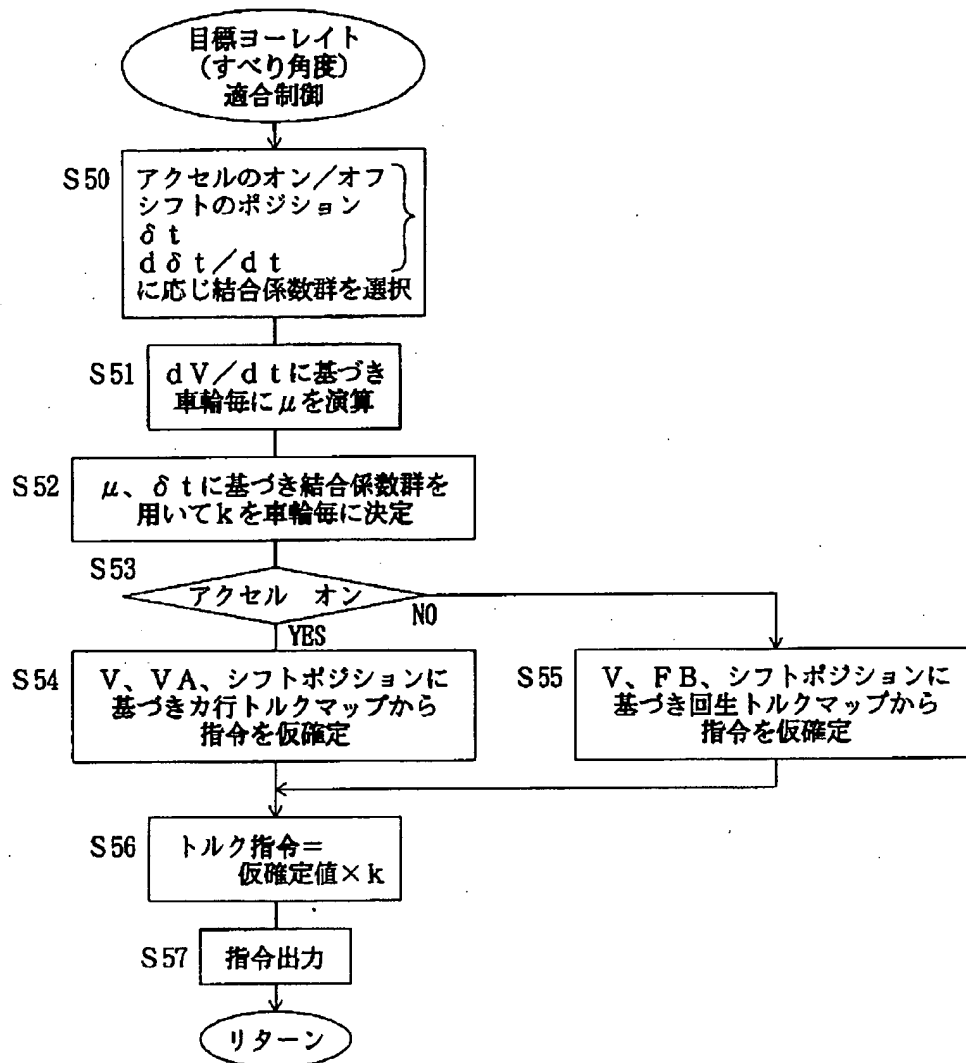 目標ヨーレイト
(すべり角度)
適合制御
S50
アクセルのオン/オフ
シフトのポジション
δt
dδt/dt
に応じ結合係数群を選択
S51
dV/dtに基づき
車輪毎にμを演算
S52
μ、δtに基づき結合係数群を
用いてkを車輪毎に決定
S53
アクセル オン
NO
YES
S54
V、VA、シフトポジションに
基づきカ行トルクマップから
指令を仮確定
S55
V、FB、シフトポジションに
基づき回生トルクマップから
指令を仮確定
S56
トルク指令=
仮確定値×k
S57
指令出力
リターン